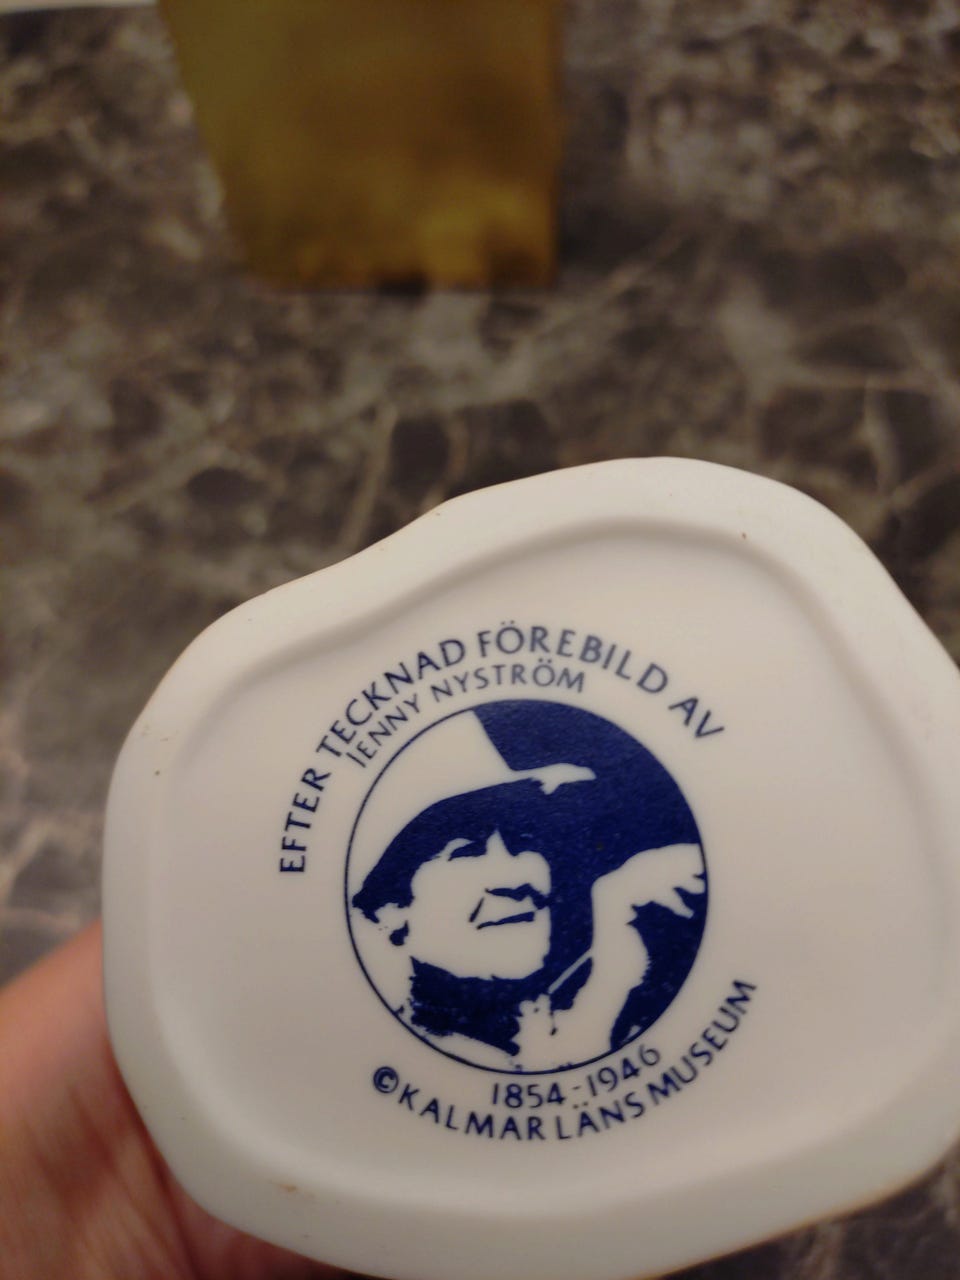 EFTER TECKNAD FÖREBILD AV
JENNY NYSTRÖM
1854-1946
©KALMAR LÄNS MUSEUM